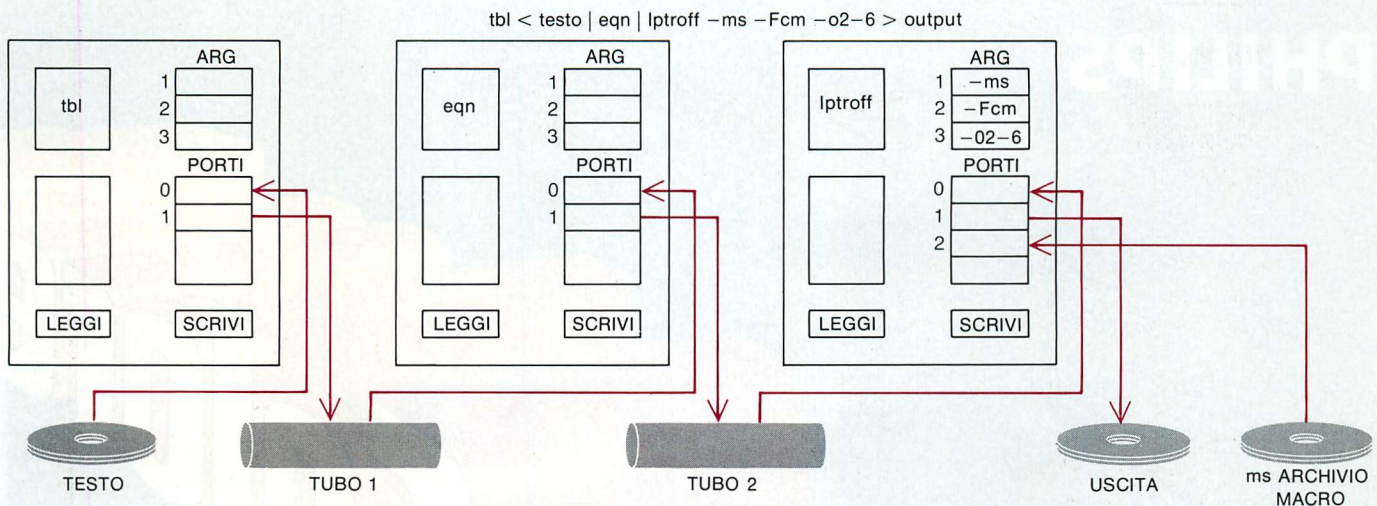 tbl < testo | eqn | lptroff –ms –Fcm –o2–6 > output
ARG
1
2
3
tbl
PORTI
0
1
LEGGI
SCRIVI
ARG
1
2
3
eqn
PORTI
0
1
LEGGI
SCRIVI
ARG
1 –ms
2 –Fcm
3 –02–6
lptroff
PORTI
0
1
2
LEGGI
SCRIVI
TESTO
TUBO 1
TUBO 2
USCITA
ms ARCHIVIO
MACRO
PHILIPS